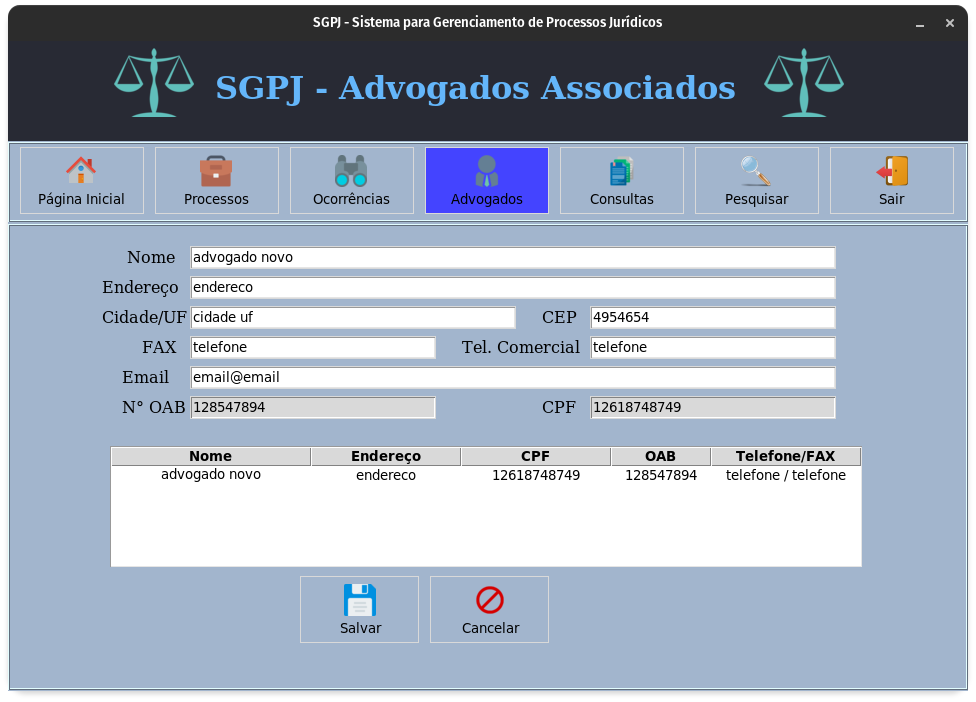 SGPJ - Sistema para Gerenciamento de Processos Jurídicos
SGPJ - Advogados Associados
Página Inicial Processos Ocorrências Advogados Consultas Pesquisar Sair
Nome advogado novo
Endereço endereco
Cidade/UF cidade uf CEP 4954654
FAX telefone Tel. Comercial telefone
Email email@email
N° OAB 128547894 CPF 12618748749
Nome Endereço CPF OAB Telefone/FAX
advogado novo endereco 12618748749 128547894 telefone / telefone
Salvar Cancelar